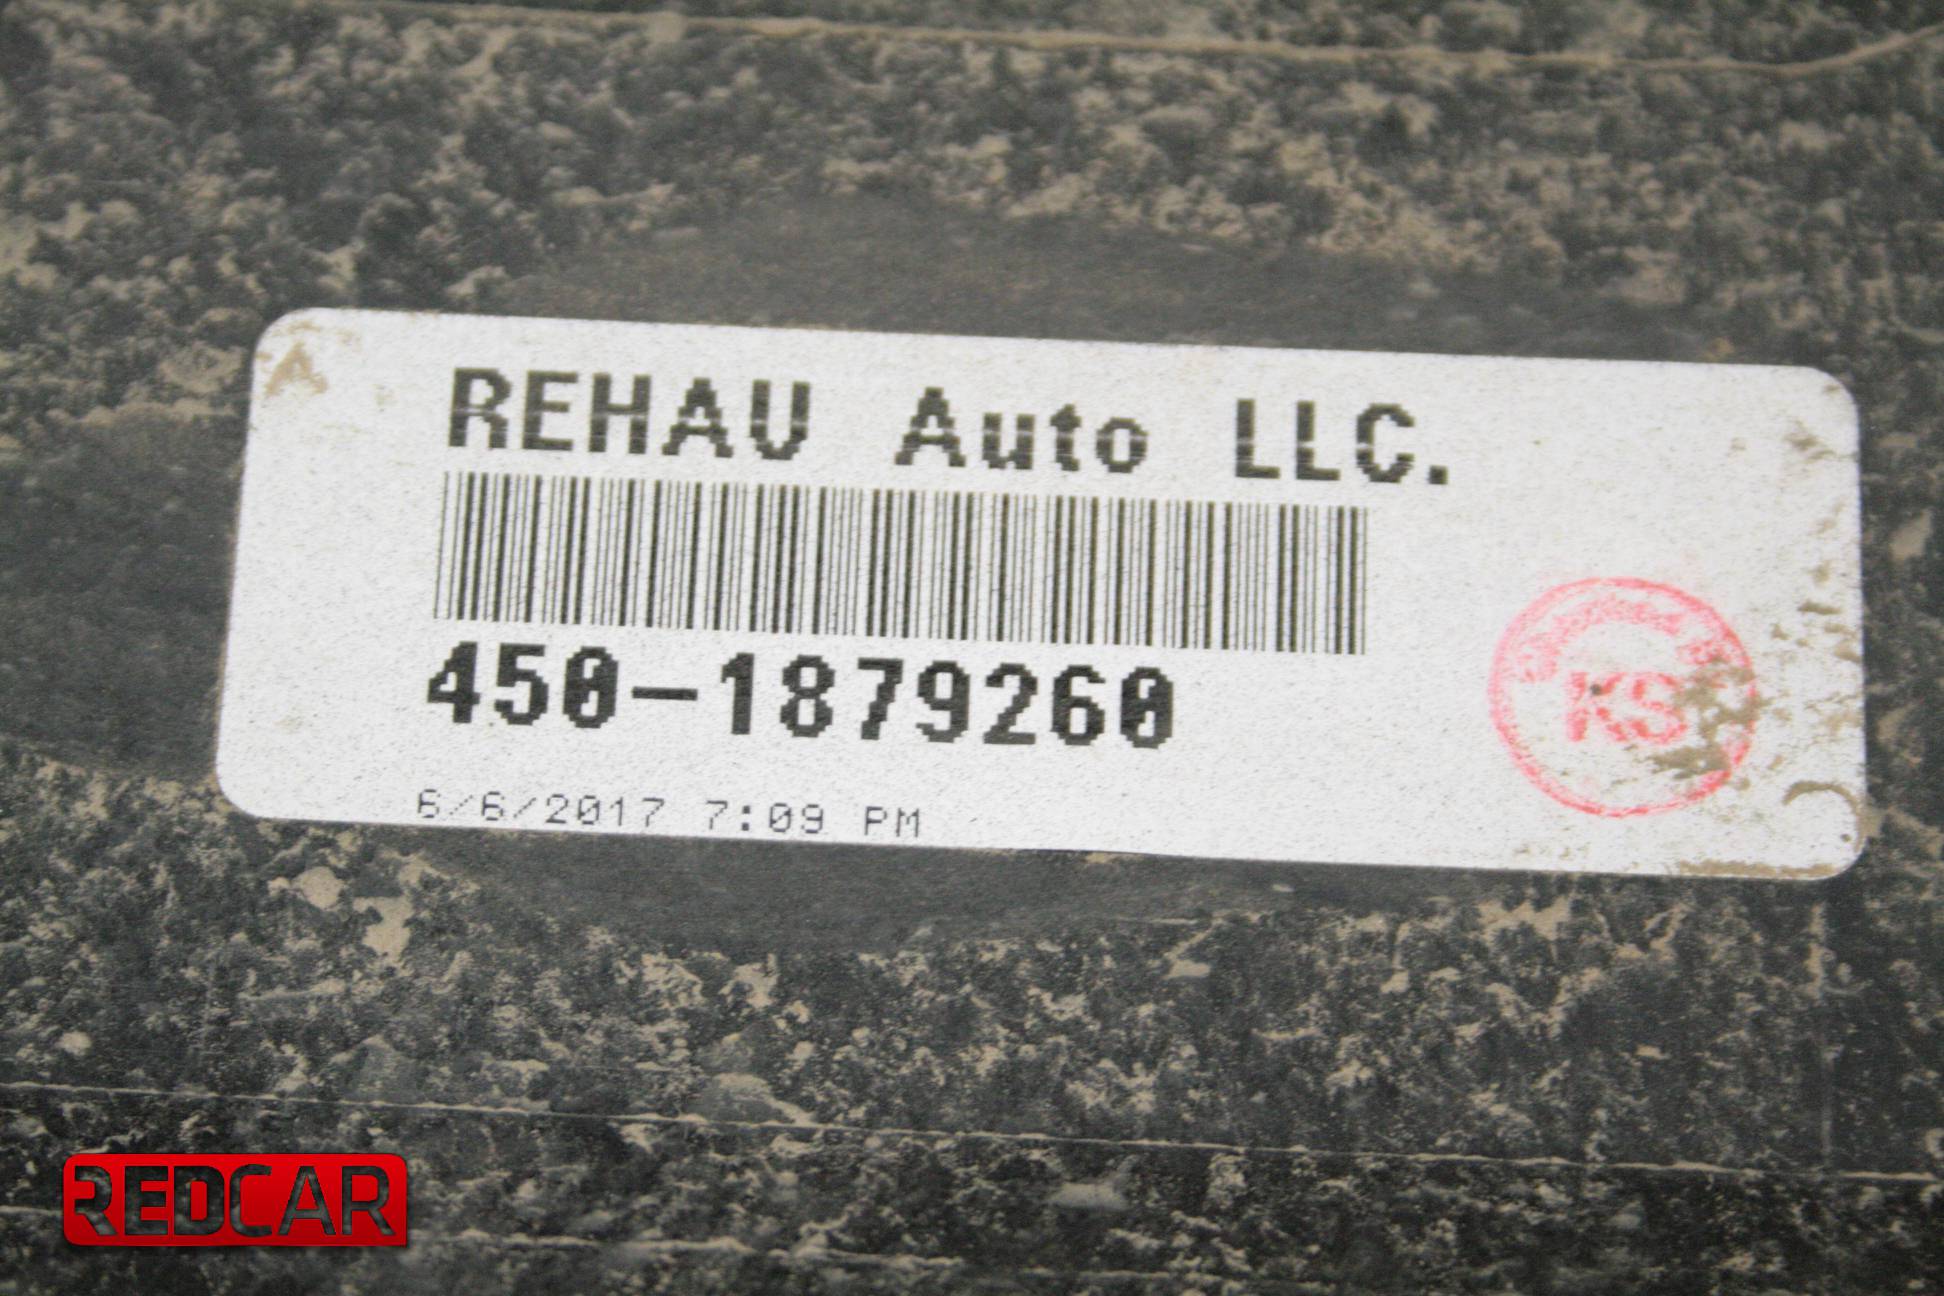 REHAU Auto LLC.
450-1879260
KS
6/6/2017 7:09 PM
REDCAR